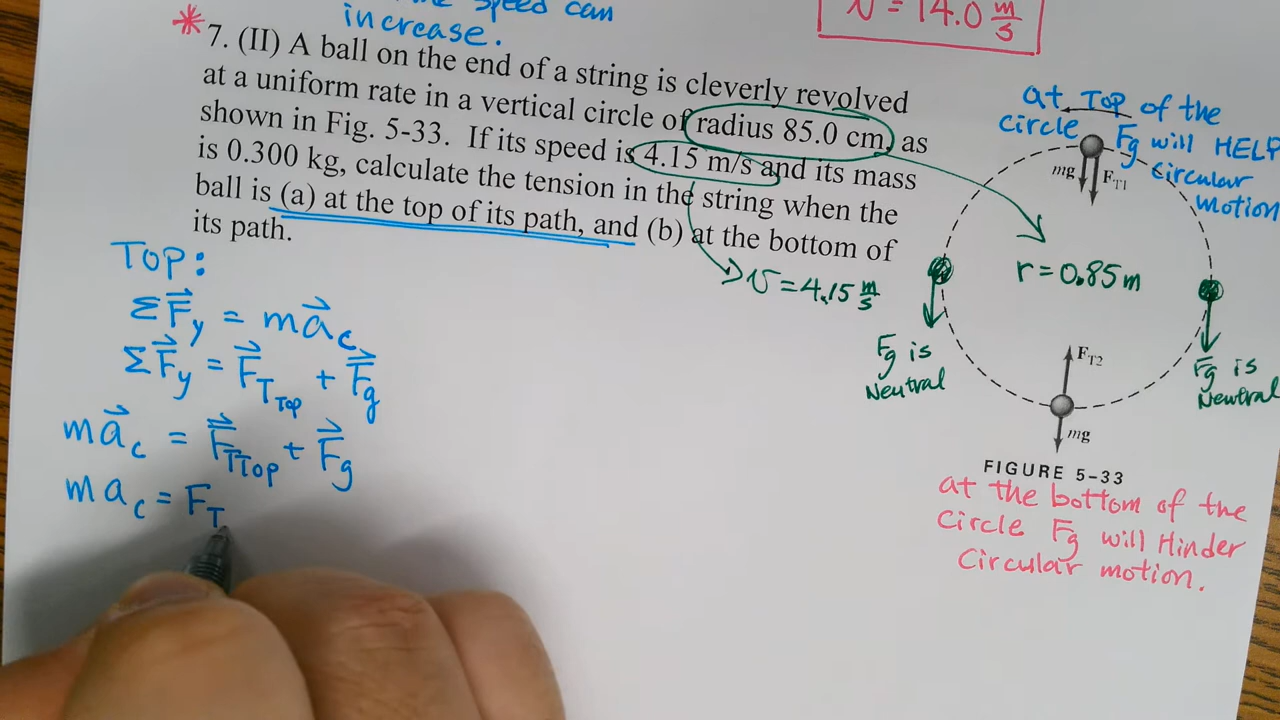 speed can
increase.
v = 14.0 m/s
*7. (II) A ball on the end of a string is cleverly revolved
at a uniform rate in a vertical circle of radius 85.0 cm, as
shown in Fig. 5-33. If its speed is 4.15 m/s and its mass
is 0.300 kg, calculate the tension in the string when the
ball is (a) at the top of its path, and (b) at the bottom of
its path.
v = 4.15 m/s
TOP:
ΣF⃗y = ma⃗c
ΣF⃗y = F⃗T Top + F⃗g
ma⃗c = F⃗T Top + F⃗g
mac = FT
at Top of the
circle Fg will HELP
circular
motion
mg
FT1
r = 0.85 m
Fg is
Neutral
Fg is
Neutral
FT2
mg
FIGURE 5-33
at the bottom of the
circle Fg will Hinder
Circular motion.